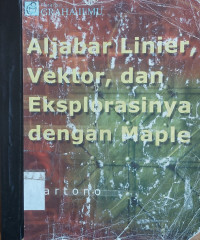 GRAHA ILMU
Aljabar Linier,
Vektor, dan
Eksplorasinya
dengan Maple
artono